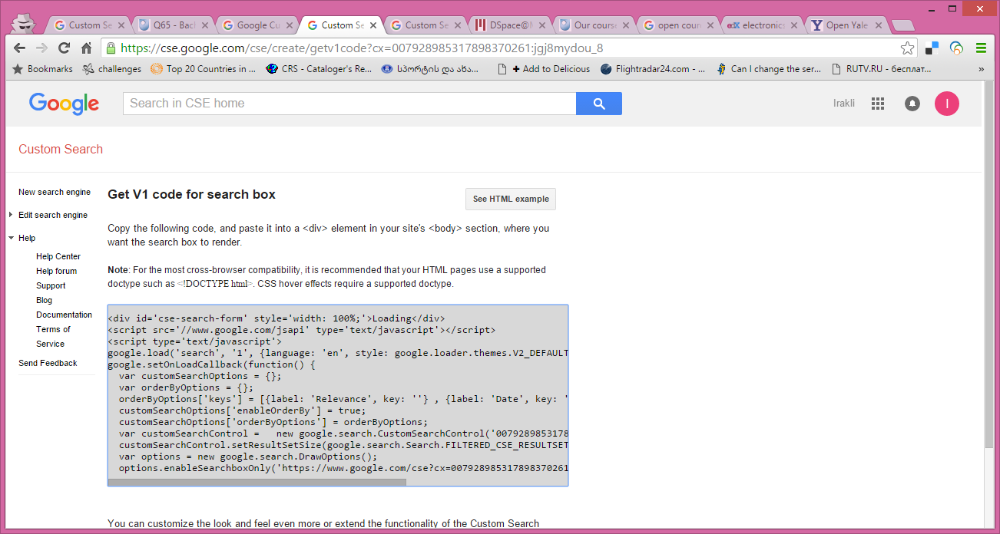 Custom Se
Q65 - Bacl
Google Cu
Custom Se
Custom Se
DSpace@M
Our course
open cour
electronics
Open Yale
https://cse.google.com/cse/create/getv1code?cx=007928985317898370261:jgj8mydou_8
Bookmarks
challenges
Top 20 Countries in ...
CRS - Cataloger's Re...
სპორტის და ახა...
+ Add to Delicious
Flightradar24.com - ...
Can I change the ser...
RUTV.RU - бесплат...
»
Google
Search in CSE home
Irakli
I
Custom Search
New search engine
Edit search engine
Help
Help Center
Help forum
Support
Blog
Documentation
Terms of
Service
Send Feedback
Get V1 code for search box
See HTML example
Copy the following code, and paste it into a <div> element in your site's <body> section, where you
want the search box to render.
Note: For the most cross-browser compatibility, it is recommended that your HTML pages use a supported
doctype such as <!DOCTYPE html>. CSS hover effects require a supported doctype.
<div id='cse-search-form' style='width: 100%;'>Loading</div>
<script src='//www.google.com/jsapi' type='text/javascript'></script>
<script type='text/javascript'>
google.load('search', '1', {language: 'en', style: google.loader.themes.V2_DEFAULT
google.setOnLoadCallback(function() {
  var customSearchOptions = {};
  var orderByOptions = {};
  orderByOptions['keys'] = [{label: 'Relevance', key: ''} , {label: 'Date', key: '
  customSearchOptions['enableOrderBy'] = true;
  customSearchOptions['orderByOptions'] = orderByOptions;
  var customSearchControl =   new google.search.CustomSearchControl('0079289853178
  customSearchControl.setResultSetSize(google.search.Search.FILTERED_CSE_RESULTSET
  var options = new google.search.DrawOptions();
  options.enableSearchboxOnly('https://www.google.com/cse?cx=007928985317898370261
You can customize the look and feel even more or extend the functionality of the Custom Search